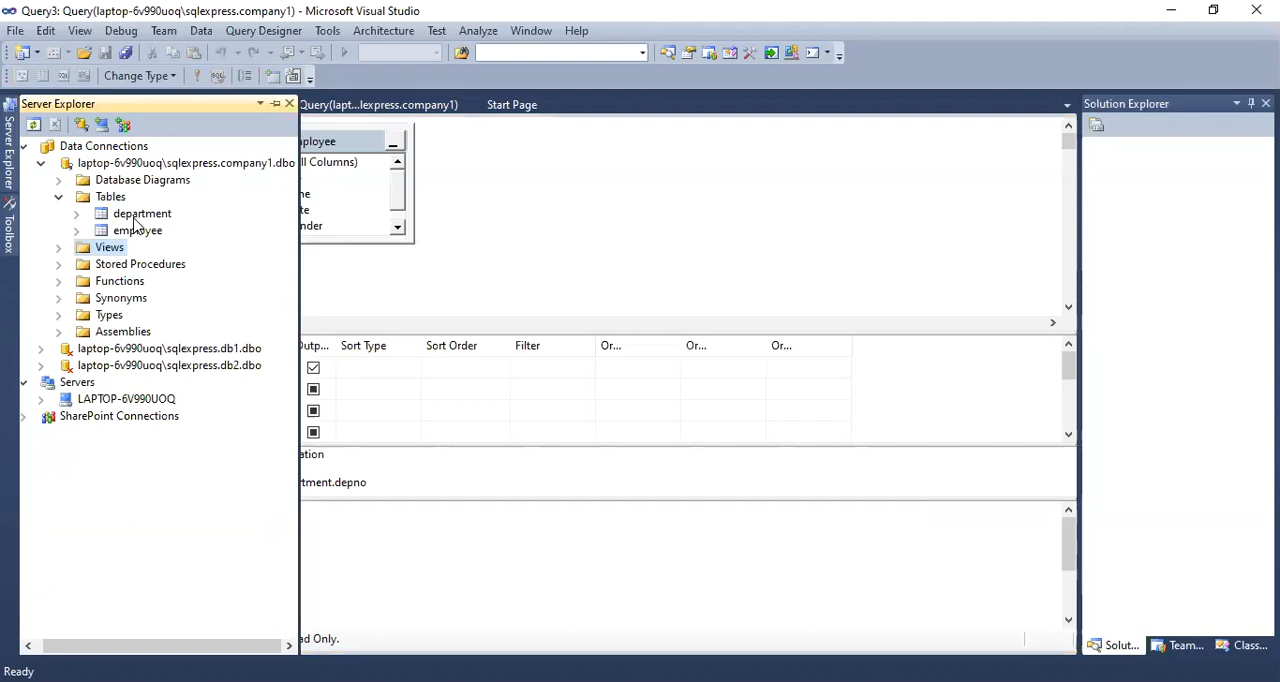 Query3: Query(laptop-6v990uoq\sqlexpress.company1) - Microsoft Visual Studio
File Edit View Debug Team Data Query Designer Tools Architecture Test Analyze Window Help
Change Type
Server Explorer
Toolbox
Server Explorer
Data Connections
laptop-6v990uoq\sqlexpress.company1.dbo
Database Diagrams
Tables
department
employee
Views
Stored Procedures
Functions
Synonyms
Types
Assemblies
laptop-6v990uoq\sqlexpress.db1.dbo
laptop-6v990uoq\sqlexpress.db2.dbo
Servers
LAPTOP-6V990UOQ
SharePoint Connections
Query(lapt...lexpress.company1) Start Page
ployee
ll Columns)
ne
te
nder
Outp... Sort Type Sort Order Filter Or... Or... Or...
ation
rtment.depno
ad Only.
Solution Explorer
Solut... Team... Class...
Ready